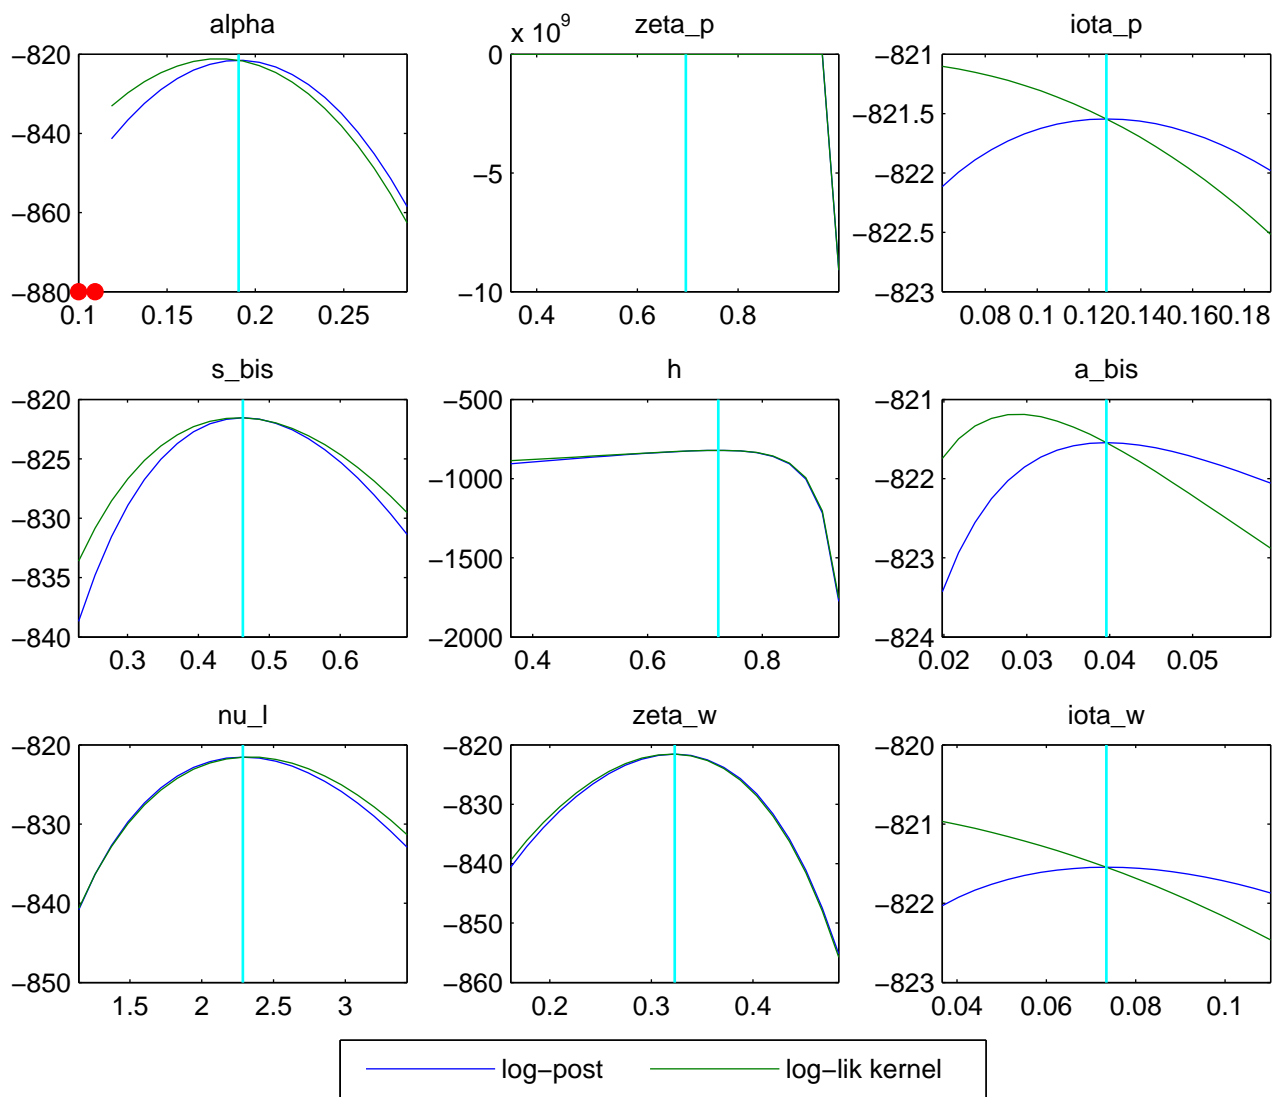 alpha
−820
−840
−860
−880
0.1 0.15 0.2 0.25
zeta_p
x 10^9
0
−5
−10
0.4 0.6 0.8
iota_p
−821
−821.5
−822
−822.5
−823
0.08 0.1 0.12 0.14 0.16 0.18
s_bis
−820
−825
−830
−835
−840
0.3 0.4 0.5 0.6
h
−500
−1000
−1500
−2000
0.4 0.6 0.8
a_bis
−821
−822
−823
−824
0.02 0.03 0.04 0.05
nu_l
−820
−830
−840
−850
1.5 2 2.5 3
zeta_w
−820
−830
−840
−850
−860
0.2 0.3 0.4
iota_w
−820
−821
−822
−823
0.04 0.06 0.08 0.1
log−post log−lik kernel